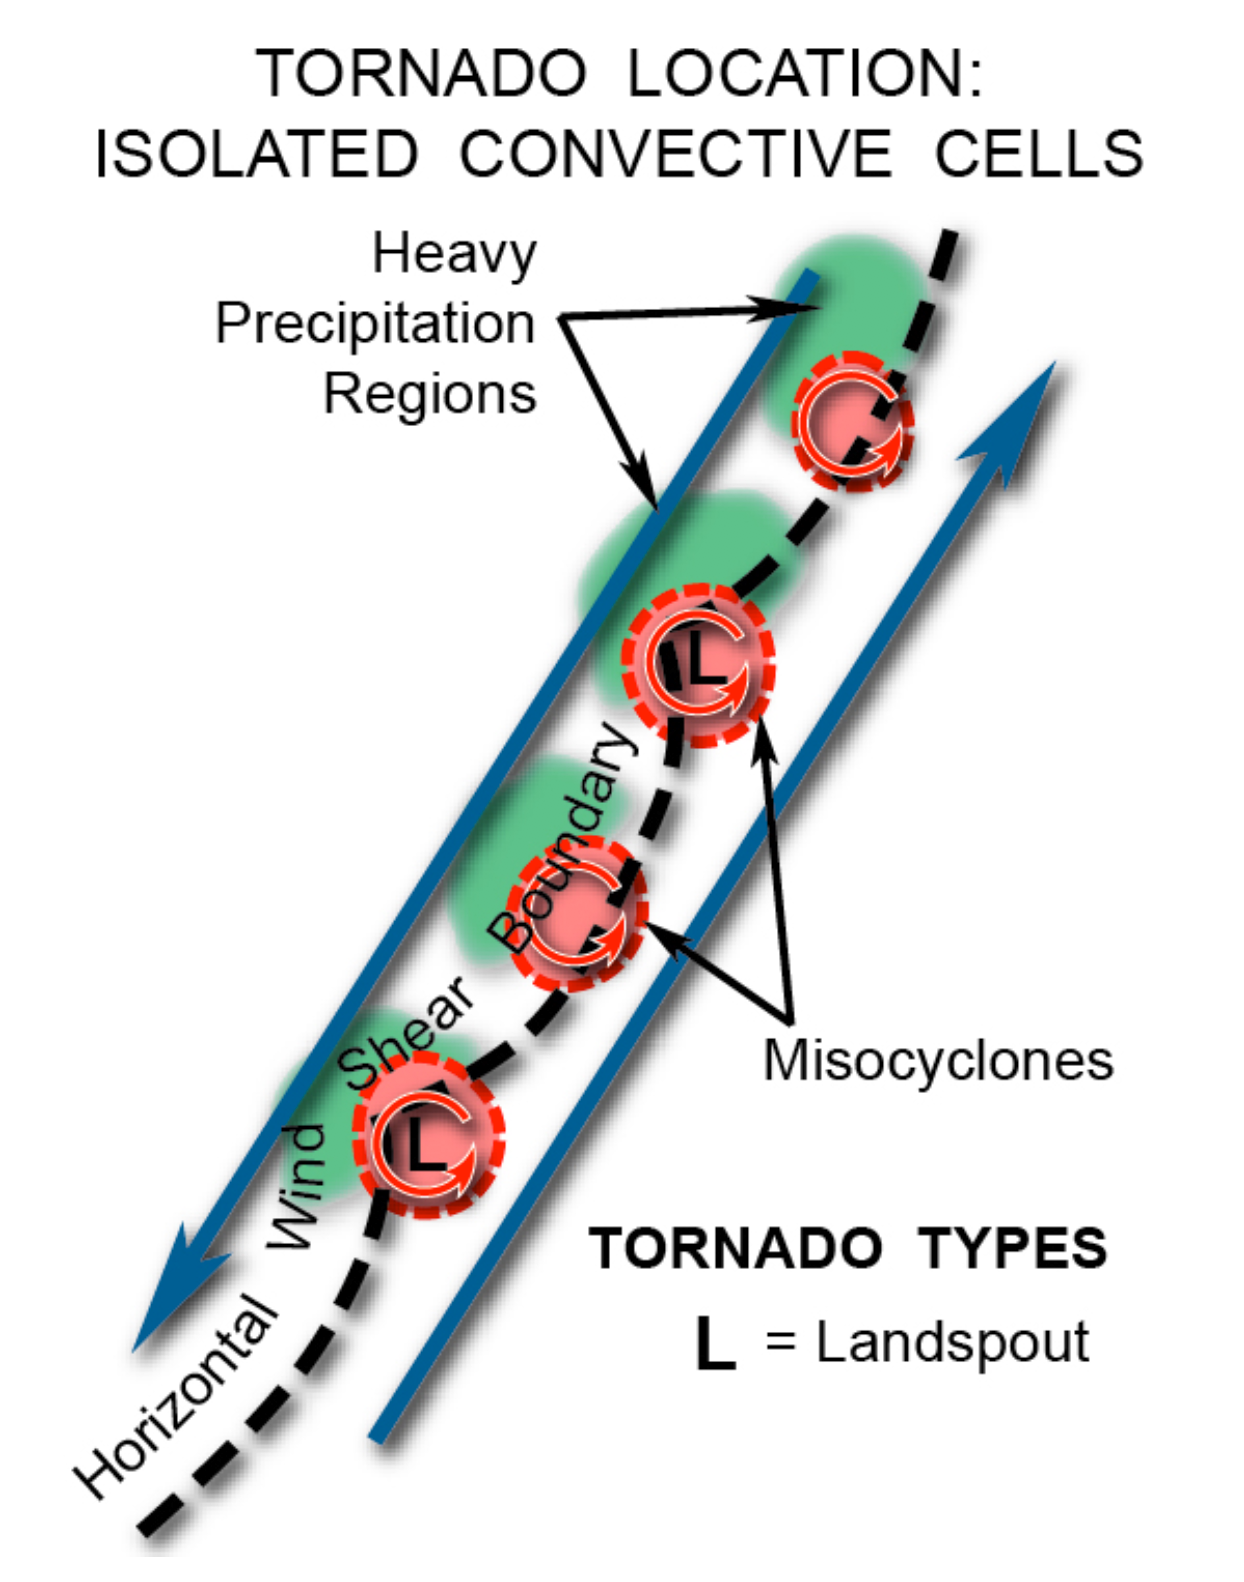 TORNADO LOCATION:
ISOLATED CONVECTIVE CELLS
Heavy
Precipitation
Regions
L
L
Horizontal Wind Shear Boundary
Misocyclones
TORNADO TYPES
L = Landspout